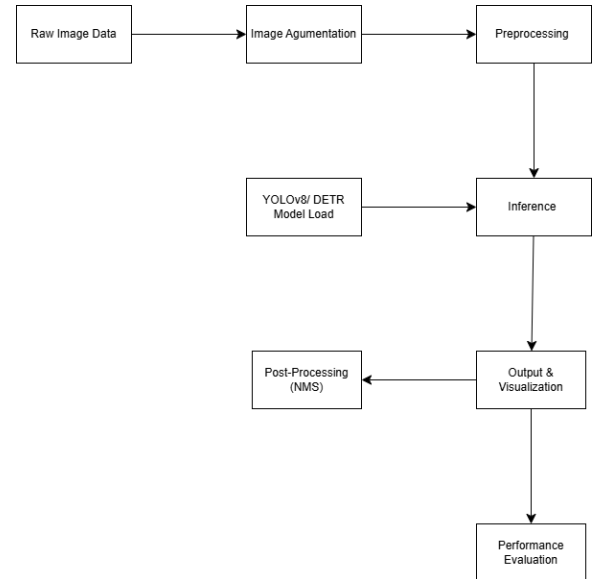 Raw Image Data
Image Agumentation
Preprocessing
YOLOv8/ DETR
Model Load
Inference
Post-Processing
(NMS)
Output &
Visualization
Performance
Evaluation